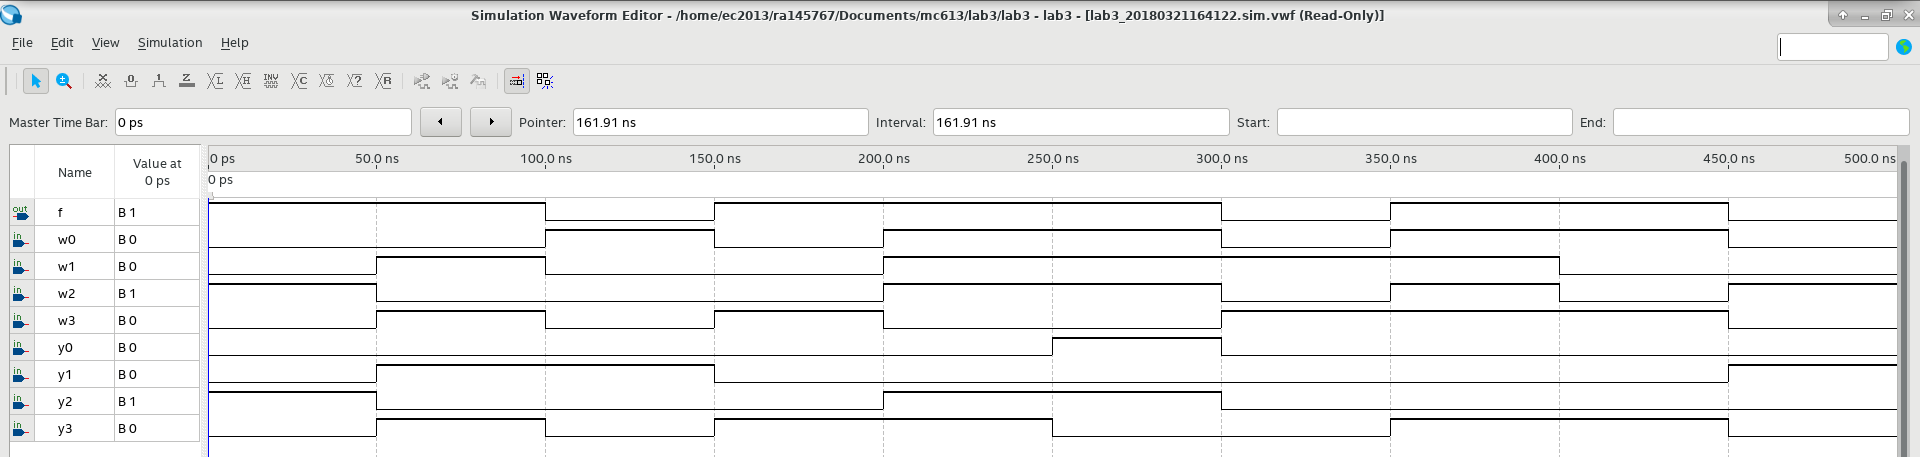 Simulation Waveform Editor - /home/ec2013/ra145767/Documents/mc613/lab3/lab3 - lab3 - [lab3_20180321164122.sim.vwf (Read-Only)]
File Edit View Simulation Help
Master Time Bar: 0 ps Pointer: 161.91 ns Interval: 161.91 ns Start: End:
Name Value at 0 ps 0 ps 50.0 ns 100.0 ns 150.0 ns 200.0 ns 250.0 ns 300.0 ns 350.0 ns 400.0 ns 450.0 ns 500.0 ns
0 ps
out f B 1
in w0 B 0
in w1 B 0
in w2 B 1
in w3 B 0
in y0 B 0
in y1 B 0
in y2 B 1
in y3 B 0